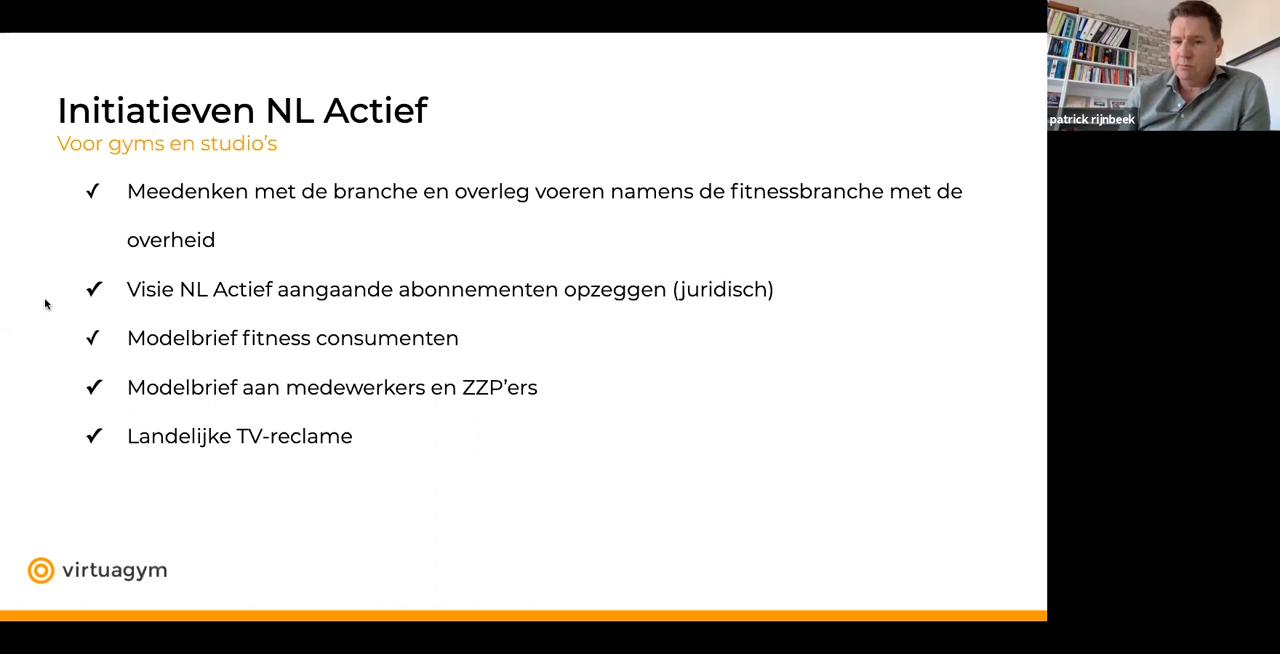 Initiatieven NL Actief
Voor gyms en studio's
✓ Meedenken met de branche en overleg voeren namens de fitnessbranche met de
overheid
✓ Visie NL Actief aangaande abonnementen opzeggen (juridisch)
✓ Modelbrief fitness consumenten
✓ Modelbrief aan medewerkers en ZZP'ers
✓ Landelijke TV-reclame
virtuagym
patrick rijnbeek